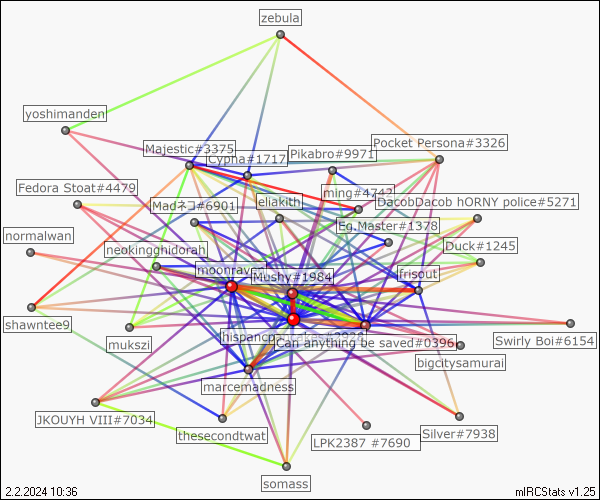 zebula
yoshimanden
Majestic#3375
Cypha#1717
Pikabro#9971
Pocket Persona#3326
Fedora Stoat#4479
ming#4742
DacobDacob hORNY police#5271
Madネコ#6901
eliakith
Eg.Master#1378
normalwan
neokingghidorah
Duck#1245
moonrave
Mushy#1984
frisout
shawntee9
mukszi
Can anything be saved#0396
Swirly Boi#6154
bigcitysamurai
marcemadness
JKOUYH VIII#7034
thesecondtwat
LPK2387 #7690
Silver#7938
somass
2.2.2024 10:36
mIRCStats v1.25